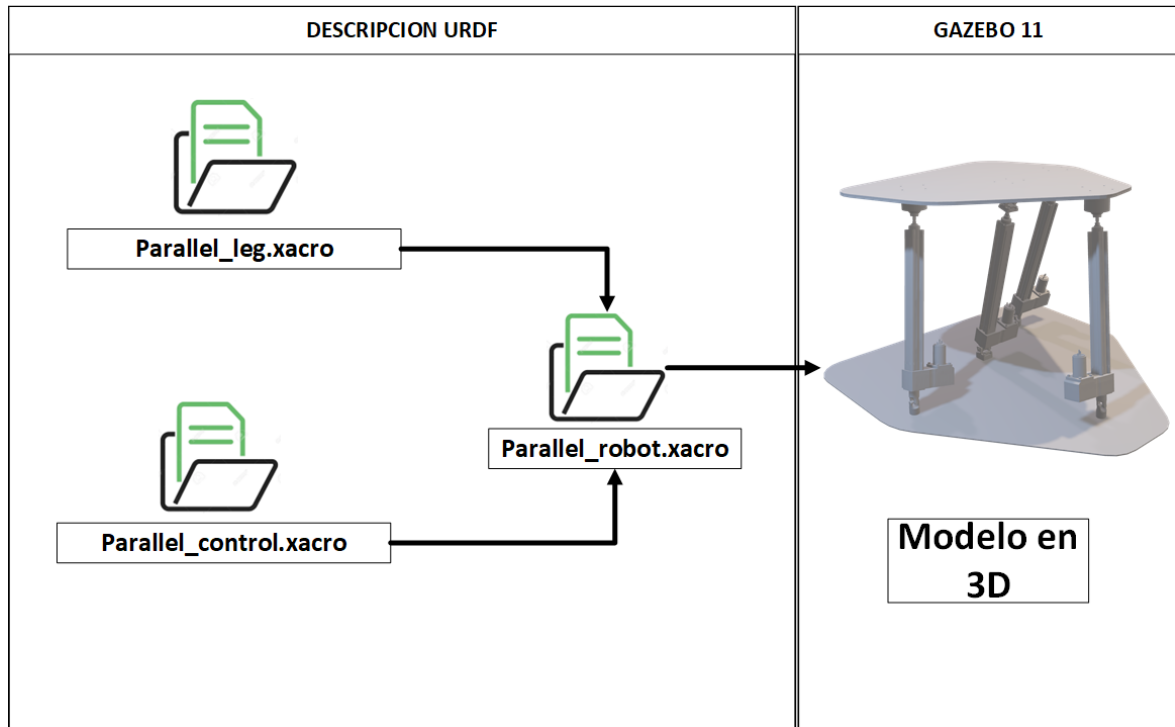 DESCRIPCION URDF
GAZEBO 11
Parallel_leg.xacro
Parallel_robot.xacro
Parallel_control.xacro
Modelo en
3D